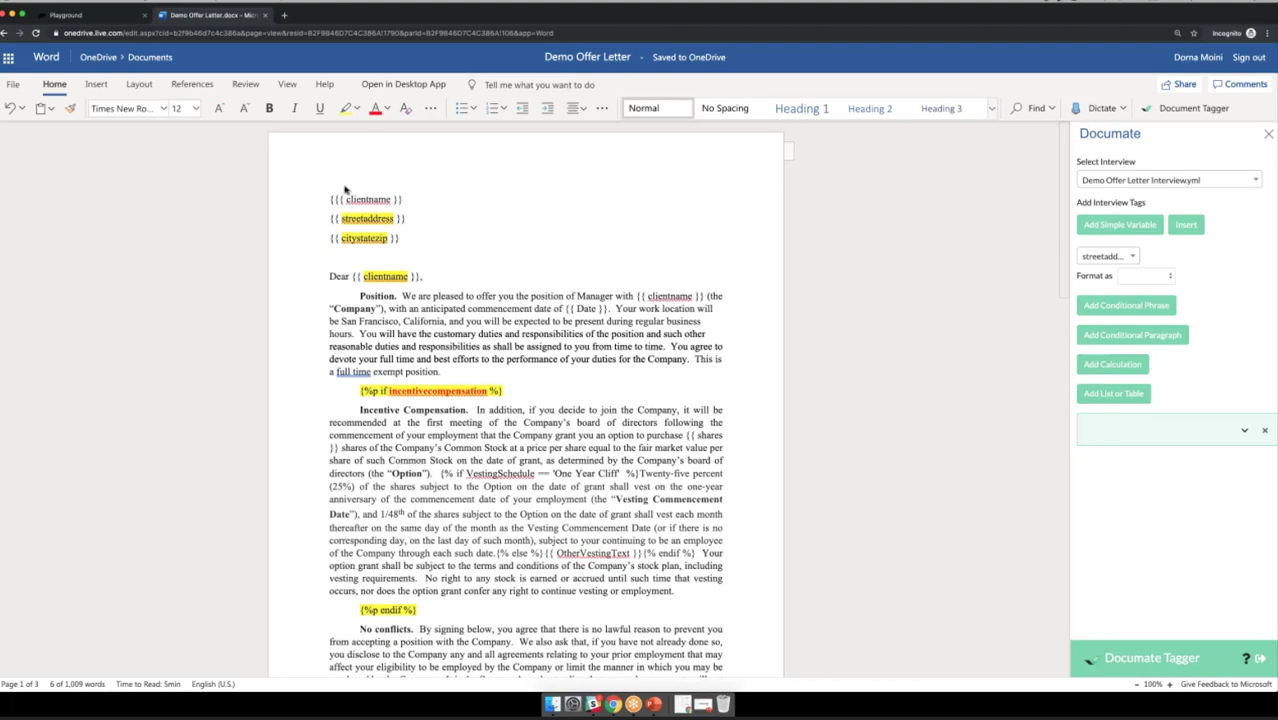 Playground
Demo Offer Letter.docx - Micr
onedrive.live.com/edit.aspx?cid=b2f9b46d7c4c386a&page=view&resid=B2F9B46D7C4C386A!1790&parId=B2F9B46D7C4C386A!106&app=Word
Incognito
Word
OneDrive > Documents
Demo Offer Letter - Saved to OneDrive
Dorna Moini
Sign out
File Home Insert Layout References Review View Help Open in Desktop App Tell me what you want to do
Share Comments
Times New Ro... 12 B I U A Normal No Spacing Heading 1 Heading 2 Heading 3 Find Dictate Document Tagger
{{{ clientname }}
{{ streetaddress }}
{{ citystatezip }}
Dear {{ clientname }},
Position. We are pleased to offer you the position of Manager with {{ clientname }} (the
“Company”), with an anticipated commencement date of {{ Date }}. Your work location will
be San Francisco, California, and you will be expected to be present during regular business
hours. You will have the customary duties and responsibilities of the position and such other
reasonable duties and responsibilities as shall be assigned to you from time to time. You agree to
devote your full time and best efforts to the performance of your duties for the Company. This is
a full time exempt position.
{%p if incentivecompensation %}
Incentive Compensation. In addition, if you decide to join the Company, it will be
recommended at the first meeting of the Company’s board of directors following the
commencement of your employment that the Company grant you an option to purchase {{ shares
}} shares of the Company’s Common Stock at a price per share equal to the fair market value per
share of such Common Stock on the date of grant, as determined by the Company’s board of
directors (the “Option”). {% if VestingSchedule == 'One Year Cliff' %}Twenty-five percent
(25%) of the shares subject to the Option on the date of grant shall vest on the one-year
anniversary of the commencement date of your employment (the “Vesting Commencement
Date”), and 1/48th of the shares subject to the Option on the date of grant shall vest each month
thereafter on the same day of the month as the Vesting Commencement Date (or if there is no
corresponding day, on the last day of such month), subject to your continuing to be an employee
of the Company through each such date.{% else %}{{ OtherVestingText }}{% endif %} Your
option grant shall be subject to the terms and conditions of the Company’s stock plan, including
vesting requirements. No right to any stock is earned or accrued until such time that vesting
occurs, nor does the option grant confer any right to continue vesting or employment.
{%p endif %}
No conflicts. By signing below, you agree that there is no lawful reason to prevent you
from accepting a position with the Company. We also ask that, if you have not already done so,
you disclose to the Company any and all agreements relating to your prior employment that may
affect your eligibility to be employed by the Company or limit the manner in which you may be
Documate
Select Interview
Demo Offer Letter Interview.yml
Add Interview Tags
Add Simple Variable
Insert
streetadd...
Format as
Add Conditional Phrase
Add Conditional Paragraph
Add Calculation
Add List or Table
Documate Tagger ?
Page 1 of 3 6 of 1,009 words Time to Read: 5min English (U.S.)
- 100% + Give Feedback to Microsoft